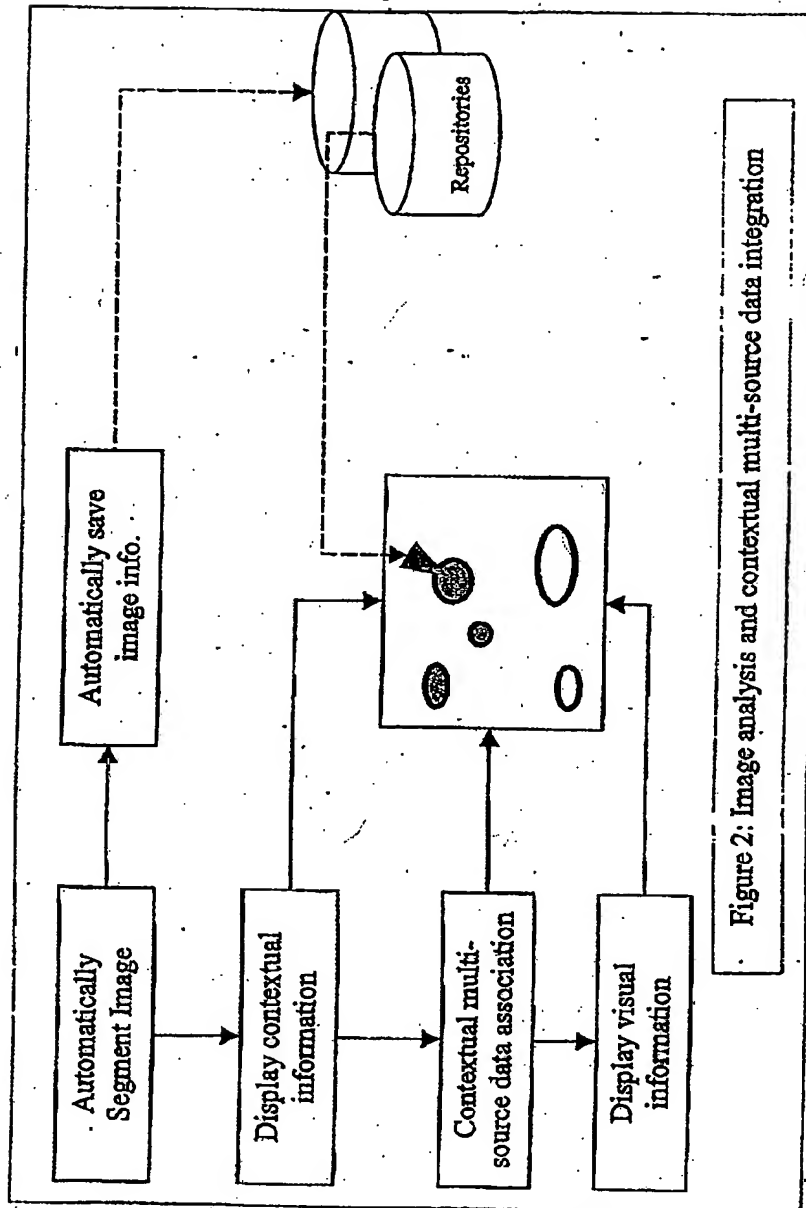 Automatically
Segment Image
Automatically save
image info.
Display contextual
information
Contextual multi-
source data association
Display visual
information
Repositories
Figure 2: Image analysis and contextual multi-source data integration